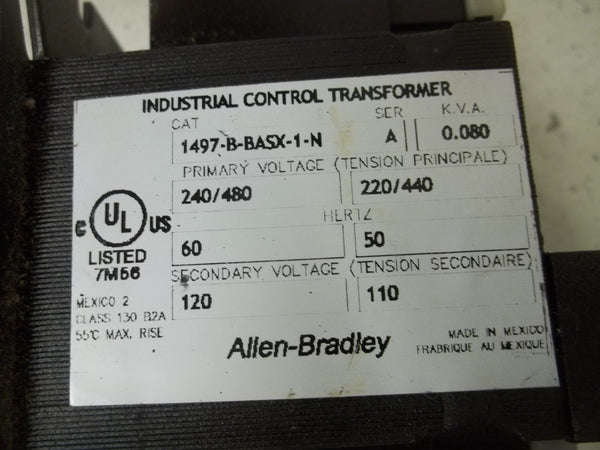 INDUSTRIAL CONTROL TRANSFORMER
CAT SER K.V.A.
1497-B-BASX-1-N A 0.080
PRIMARY VOLTAGE (TENSION PRINCIPALE)
240/480 220/440
HERTZ
60 50
SECONDARY VOLTAGE (TENSION SECONDAIRE)
120 110
C UL US
LISTED
7M56
MEXICO 2
CLASS 130 B2A
55°C MAX. RISE
Allen-Bradley
MADE IN MEXICO
FRABRIQUE AU MEXIQUE